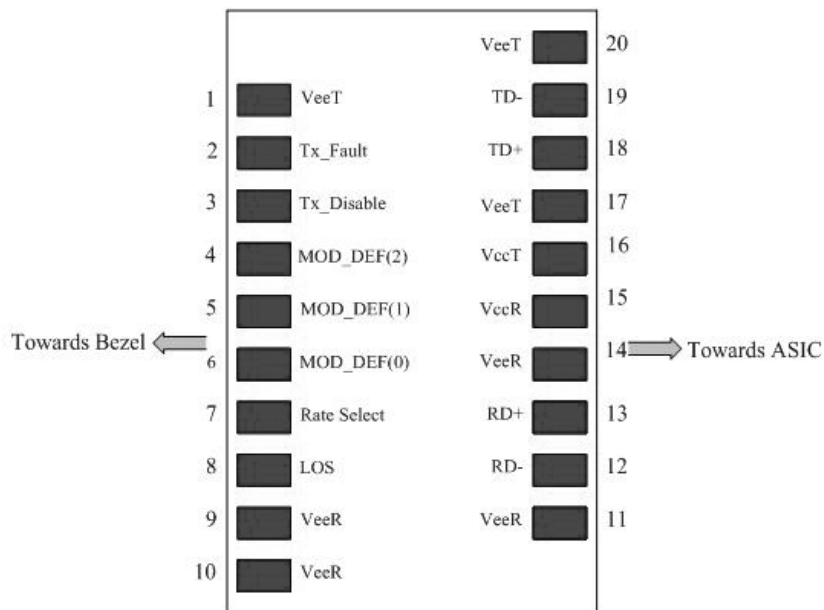 VeeT 20
1 VeeT TD- 19
2 Tx_Fault TD+ 18
3 Tx_Disable VeeT 17
4 MOD_DEF(2) VccT 16
5 MOD_DEF(1) VccR 15
Towards Bezel
6 MOD_DEF(0) VeeR 14
Towards ASIC
7 Rate Select RD+ 13
8 LOS RD- 12
9 VeeR VeeR 11
10 VeeR